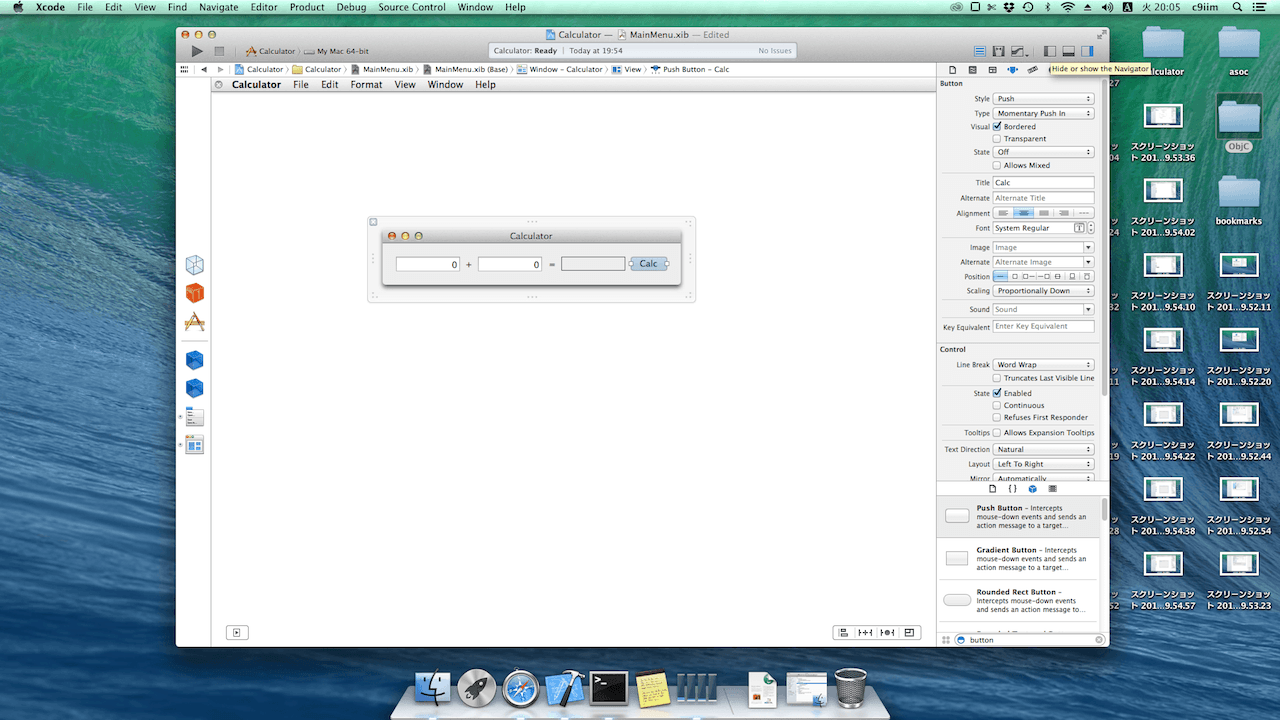 Xcode File Edit View Find Navigate Editor Product Debug Source Control Window Help
火 20:05 c9iim
Calculator — MainMenu.xib — Edited
Calculator My Mac 64-bit
Calculator: Ready Today at 19:54 No Issues
Calculator Calculator MainMenu.xib MainMenu.xib (Base) Window - Calculator View Push Button - Calc
Hide or show the Navigator
Calculator File Edit Format View Window Help
Calculator
0 + 0 = Calc
Button
Style Push
Type Momentary Push In
Visual Bordered
Transparent
State Off
Allows Mixed
Title Calc
Alternate Alternate Title
Alignment
Font System Regular
Image Image
Alternate Alternate Image
Position
Scaling Proportionally Down
Sound Sound
Key Equivalent Enter Key Equivalent
Control
Line Break Word Wrap
Truncates Last Visible Line
State Enabled
Continuous
Refuses First Responder
Tooltips Allows Expansion Tooltips
Text Direction Natural
Layout Left To Right
Mirror Automatically
Push Button - Intercepts
mouse-down events and sends an
action message to a target...
Gradient Button - Intercepts
mouse-down events and sends an
action message to a target...
Rounded Rect Button -
Intercepts mouse-down events
and sends an action message to...
button
asoc
ObjC
bookmarks
スクリーンショッ
ト 201...9.53.36
スクリーンショッ
ト 201...9.54.02
スクリーンショッ
ト 201...9.54.10
スクリーンショッ
ト 201...9.52.11
スクリーンショッ
ト 201...9.54.14
スクリーンショッ
ト 201...9.52.20
スクリーンショッ
ト 201...9.54.22
スクリーンショッ
ト 201...9.52.44
スクリーンショッ
ト 201...9.54.38
スクリーンショッ
ト 201...9.52.54
スクリーンショッ
ト 201...9.54.57
スクリーンショッ
ト 201...9.53.23